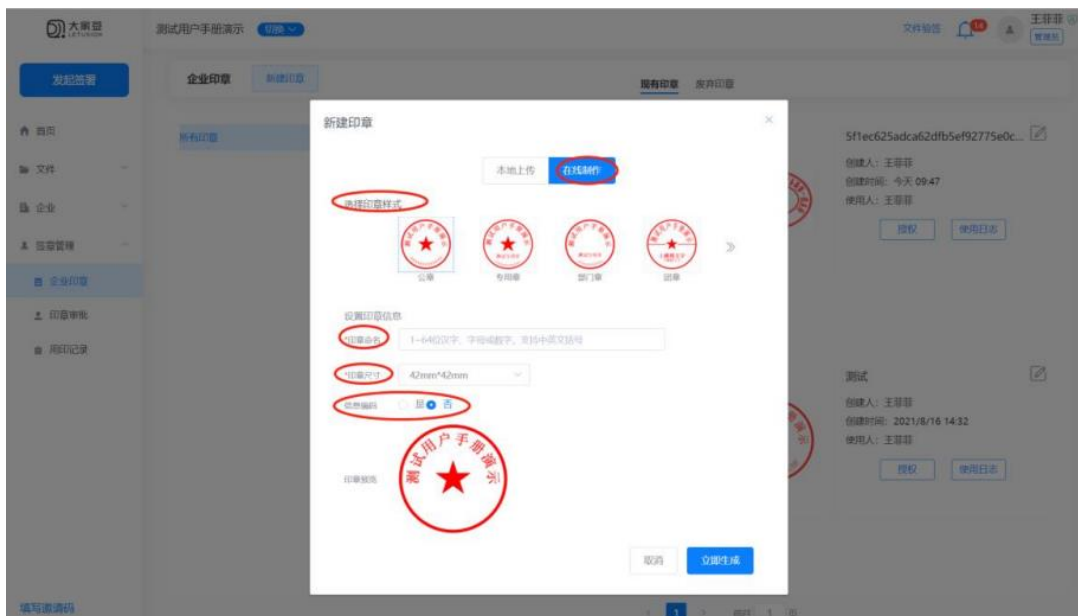 大家签
测试用户手册演示 切换
文件验签
14
王菲菲
管理员
发起签署
首页
文件
企业
签章管理
企业印章
印章审批
用印记录
填写邀请码
企业印章 新建印章
现有印章 废弃印章
所有印章
新建印章
本地上传 在线制作
选择印章样式
公章 专用章 部门章 团章
设置印章信息
*印章命名 1~64位汉字、字母或数字、支持中英文括号
*印章尺寸 42mm*42mm
信息编码 是 否
印章预览
测试用户手册演示
取消 立即生成
5f1ec625adca62dfb5ef92775e0c...
创建人：王菲菲
创建时间：今天 09:47
使用人：王菲菲
授权 使用日志
测试
创建人：王菲菲
创建时间：2021/8/16 14:32
使用人：王菲菲
授权 使用日志
1 前往 1 页